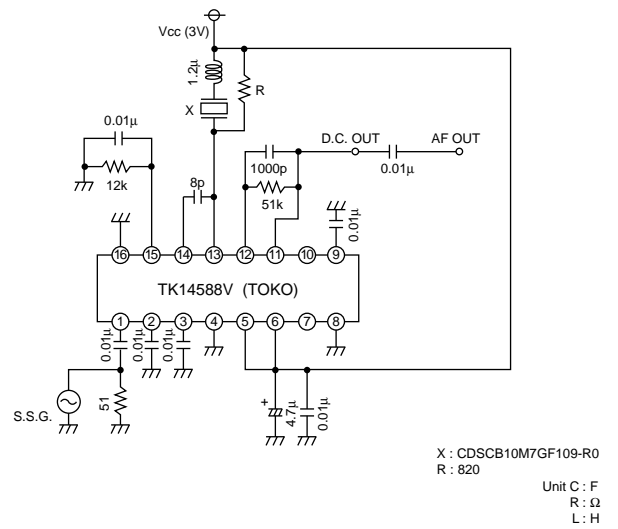 Vcc (3V)
1.2μ
R
X
0.01μ
12k
8p
1000p
51k
D.C. OUT
AF OUT
0.01μ
0.01μ
16
15
14
13
12
11
10
9
TK14588V (TOKO)
1
2
3
4
5
6
7
8
0.01μ
0.01μ
0.01μ
S.S.G.
51
+
4.7μ
0.01μ
X : CDSCB10M7GF109-R0
R : 820
Unit C : F
R : Ω
L : H